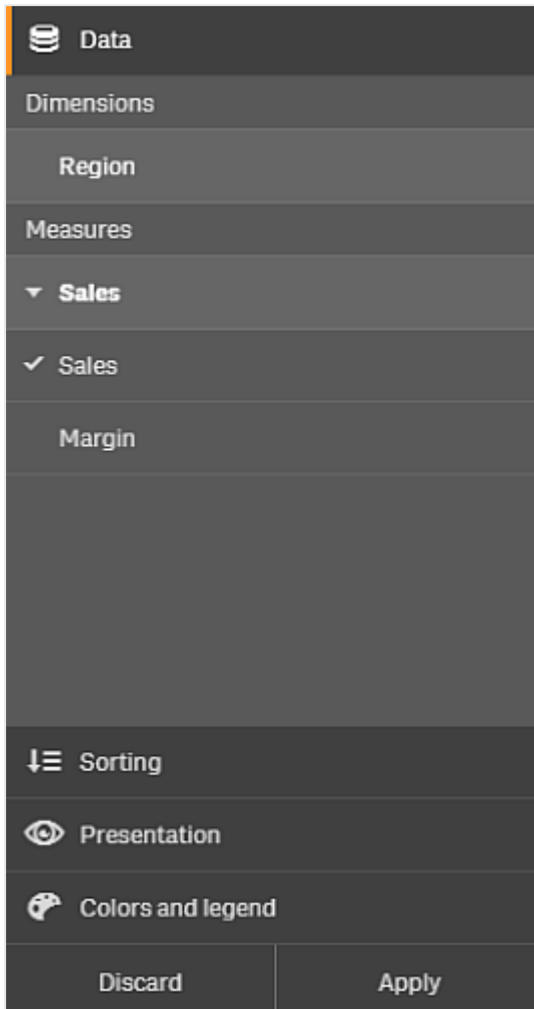 Data
Dimensions
Region
Measures
Sales
Sales
Margin
Sorting
Presentation
Colors and legend
Discard Apply